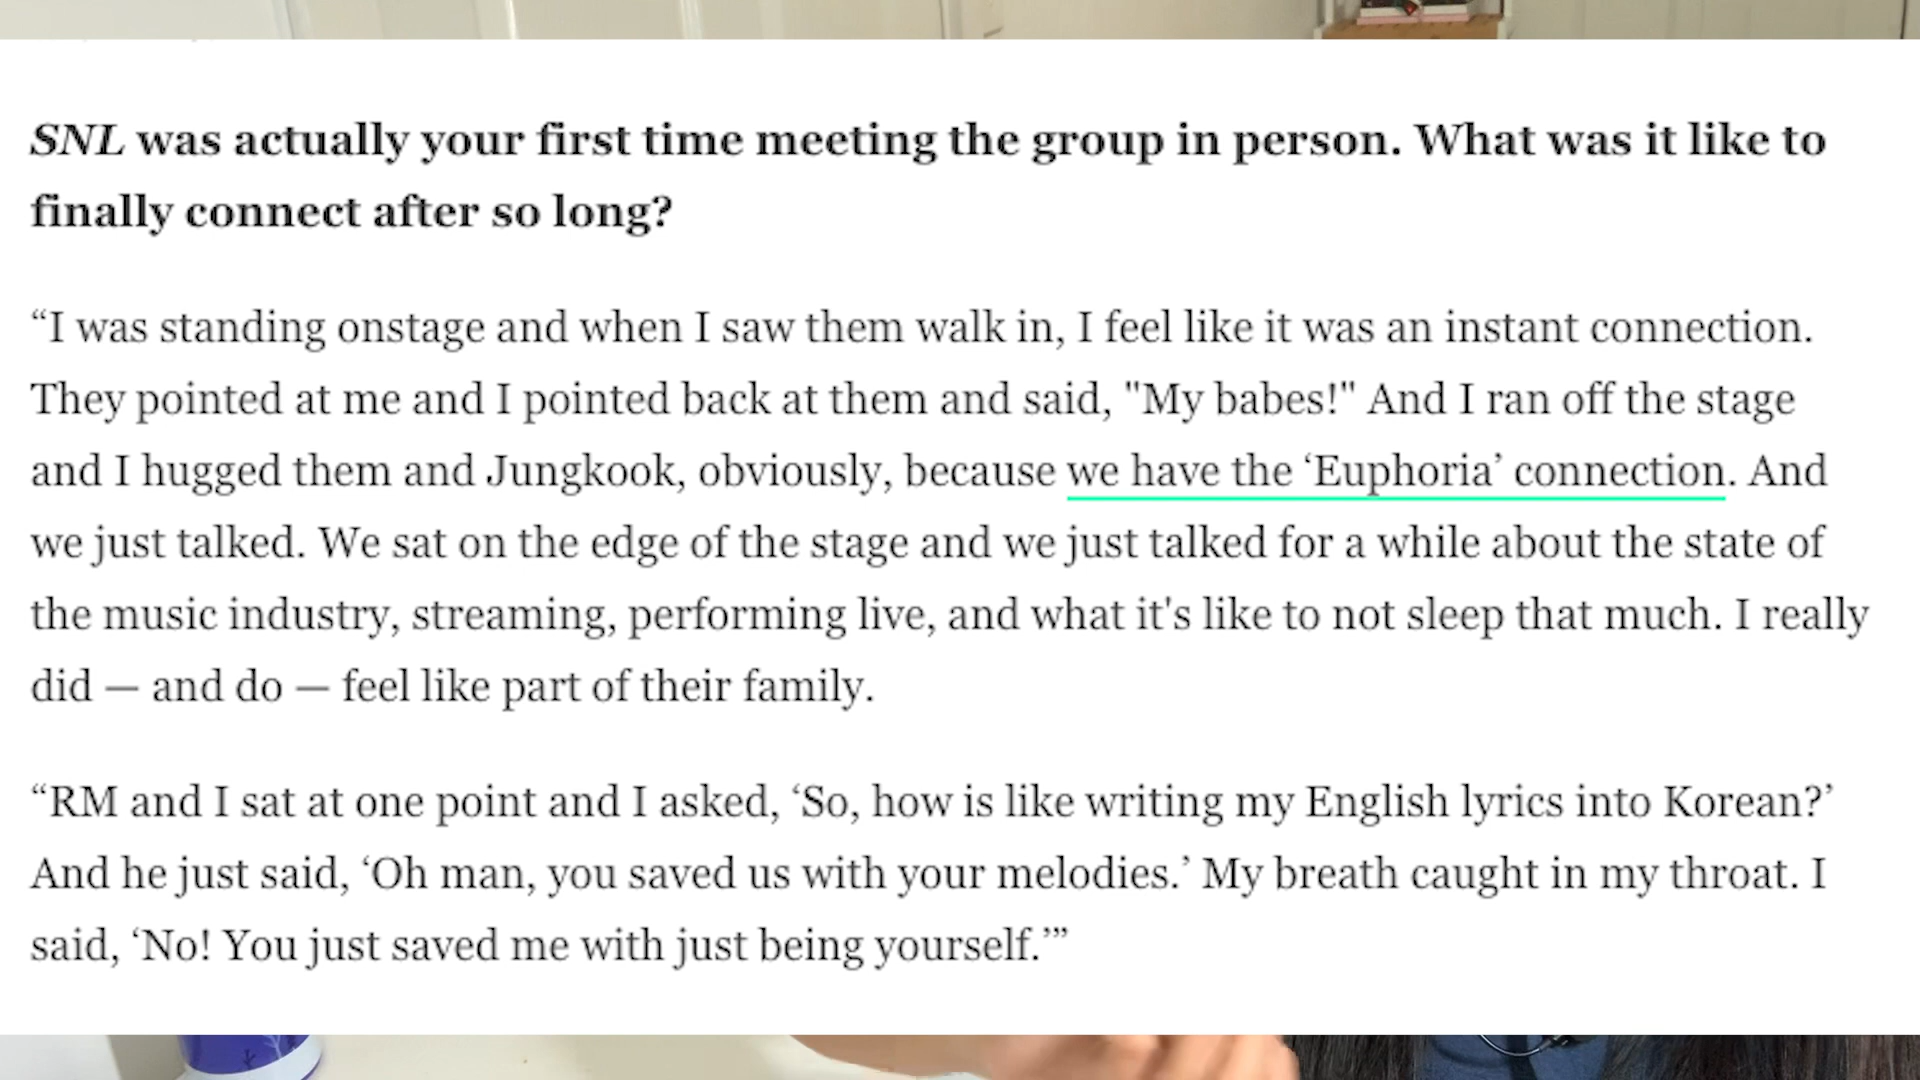 SNL was actually your first time meeting the group in person. What was it like to
finally connect after so long?
“I was standing onstage and when I saw them walk in, I feel like it was an instant connection.
They pointed at me and I pointed back at them and said, "My babes!" And I ran off the stage
and I hugged them and Jungkook, obviously, because we have the ‘Euphoria’ connection. And
we just talked. We sat on the edge of the stage and we just talked for a while about the state of
the music industry, streaming, performing live, and what it's like to not sleep that much. I really
did — and do — feel like part of their family.
“RM and I sat at one point and I asked, ‘So, how is like writing my English lyrics into Korean?’
And he just said, ‘Oh man, you saved us with your melodies.’ My breath caught in my throat. I
said, ‘No! You just saved me with just being yourself.’”